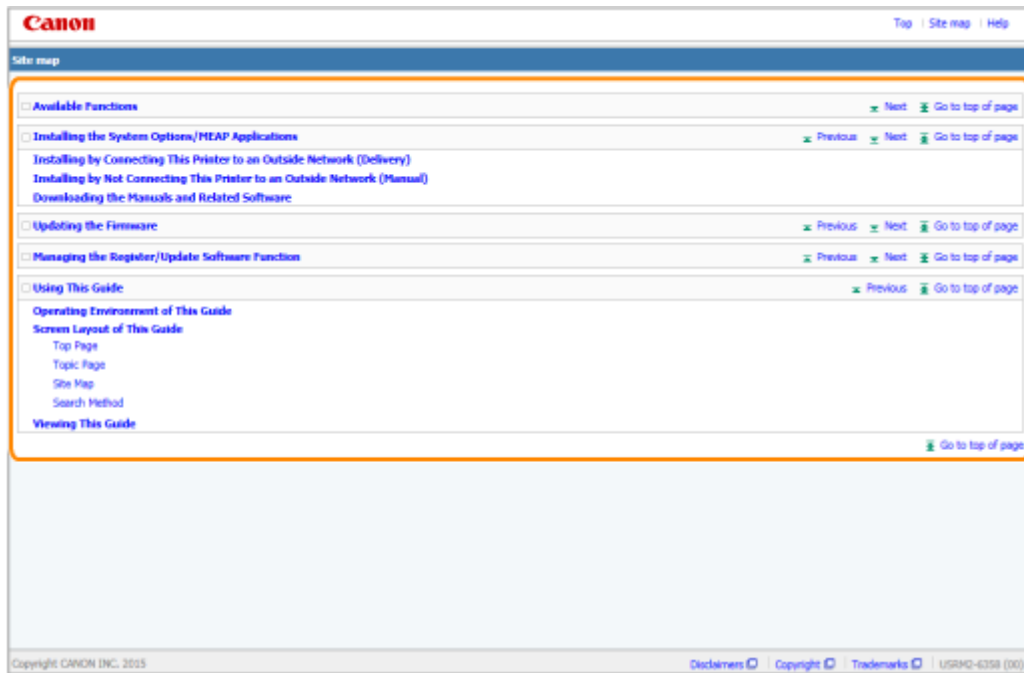 Canon
Top Site map Help
Site map
Available Functions Next Go to top of page
Installing the System Options/MEAP Applications Previous Next Go to top of page
Installing by Connecting This Printer to an Outside Network (Delivery)
Installing by Not Connecting This Printer to an Outside Network (Manual)
Downloading the Manuals and Related Software
Updating the Firmware Previous Next Go to top of page
Managing the Register/Update Software Function Previous Next Go to top of page
Using This Guide Previous Go to top of page
Operating Environment of This Guide
Screen Layout of This Guide
Top Page
Topic Page
Site Map
Search Method
Viewing This Guide
Go to top of page
Copyright CANON INC. 2015 Disclaimers Copyright Trademarks USRM2-6358 (00)